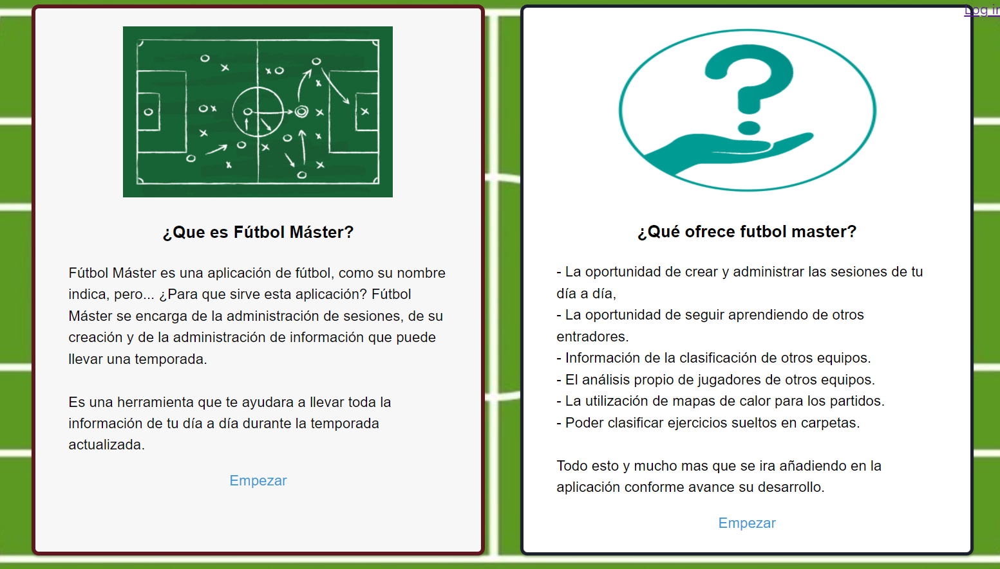 Log in
¿Que es Fútbol Máster?
Fútbol Máster es una aplicación de fútbol, como su nombre
indica, pero... ¿Para que sirve esta aplicación? Fútbol
Máster se encarga de la administración de sesiones, de su
creación y de la administración de información que puede
llevar una temporada.
Es una herramienta que te ayudara a llevar toda la
información de tu día a día durante la temporada
actualizada.
Empezar
¿Qué ofrece futbol master?
- La oportunidad de crear y administrar las sesiones de tu
día a día,
- La oportunidad de seguir aprendiendo de otros
entradores.
- Información de la clasificación de otros equipos.
- El análisis propio de jugadores de otros equipos.
- La utilización de mapas de calor para los partidos.
- Poder clasificar ejercicios sueltos en carpetas.
Todo esto y mucho mas que se ira añadiendo en la
aplicación conforme avance su desarrollo.
Empezar